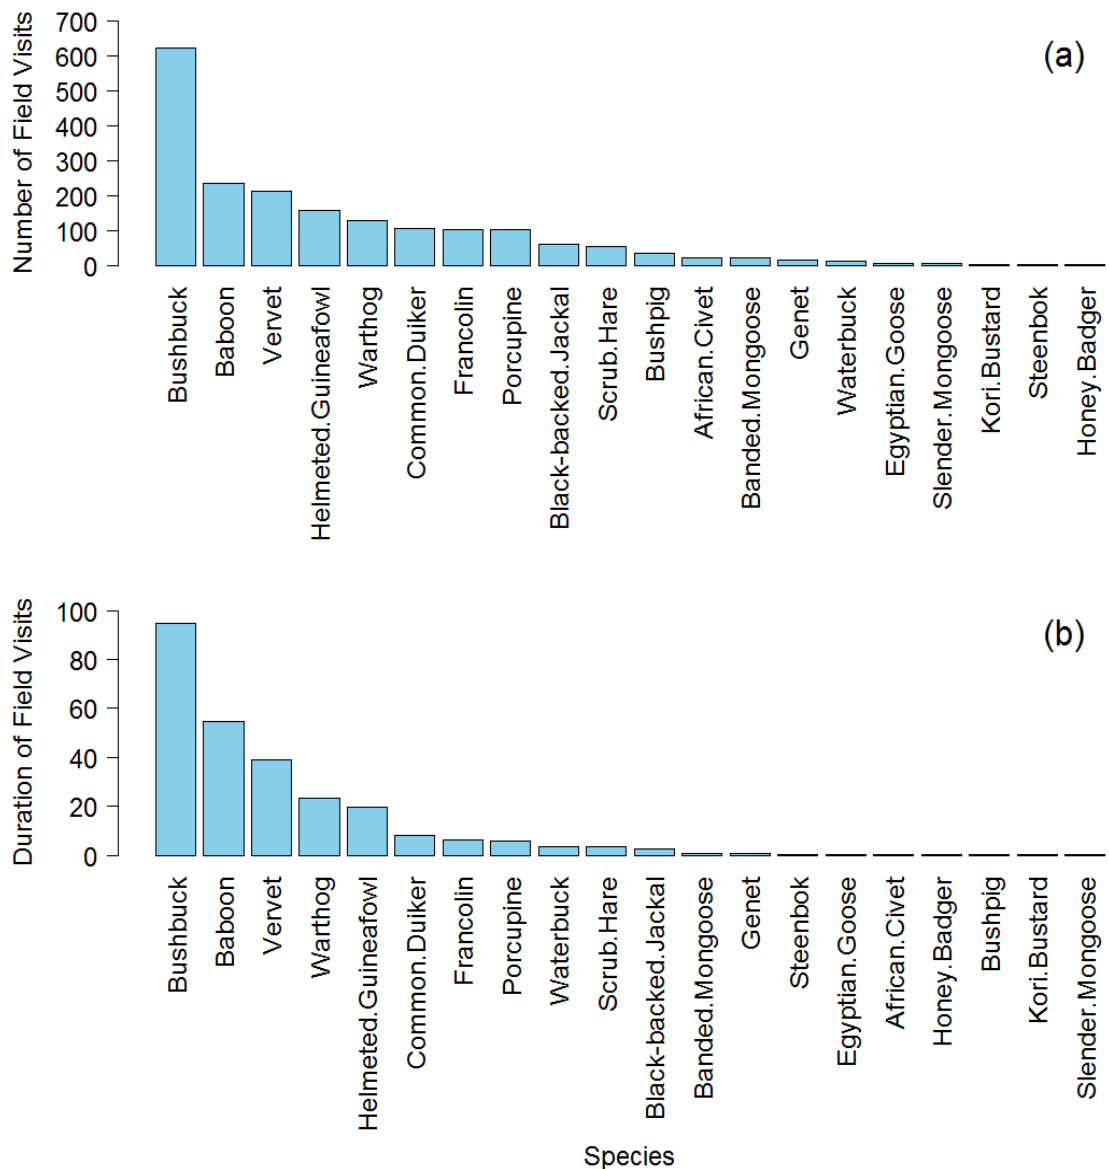 (a)
Number of Field Visits
700
600
500
400
300
200
100
0
Bushbuck
Baboon
Vervet
Helmeted.Guineafowl
Warthog
Common.Duiker
Francolin
Porcupine
Black-backed.Jackal
Scrub.Hare
Bushpig
African.Civet
Banded.Mongoose
Genet
Waterbuck
Egyptian.Goose
Slender.Mongoose
Kori.Bustard
Steenbok
Honey.Badger
(b)
Duration of Field Visits
100
80
60
40
20
0
Bushbuck
Baboon
Vervet
Warthog
Helmeted.Guineafowl
Common.Duiker
Francolin
Porcupine
Waterbuck
Scrub.Hare
Black-backed.Jackal
Banded.Mongoose
Genet
Steenbok
Egyptian.Goose
African.Civet
Honey.Badger
Bushpig
Kori.Bustard
Slender.Mongoose
Species